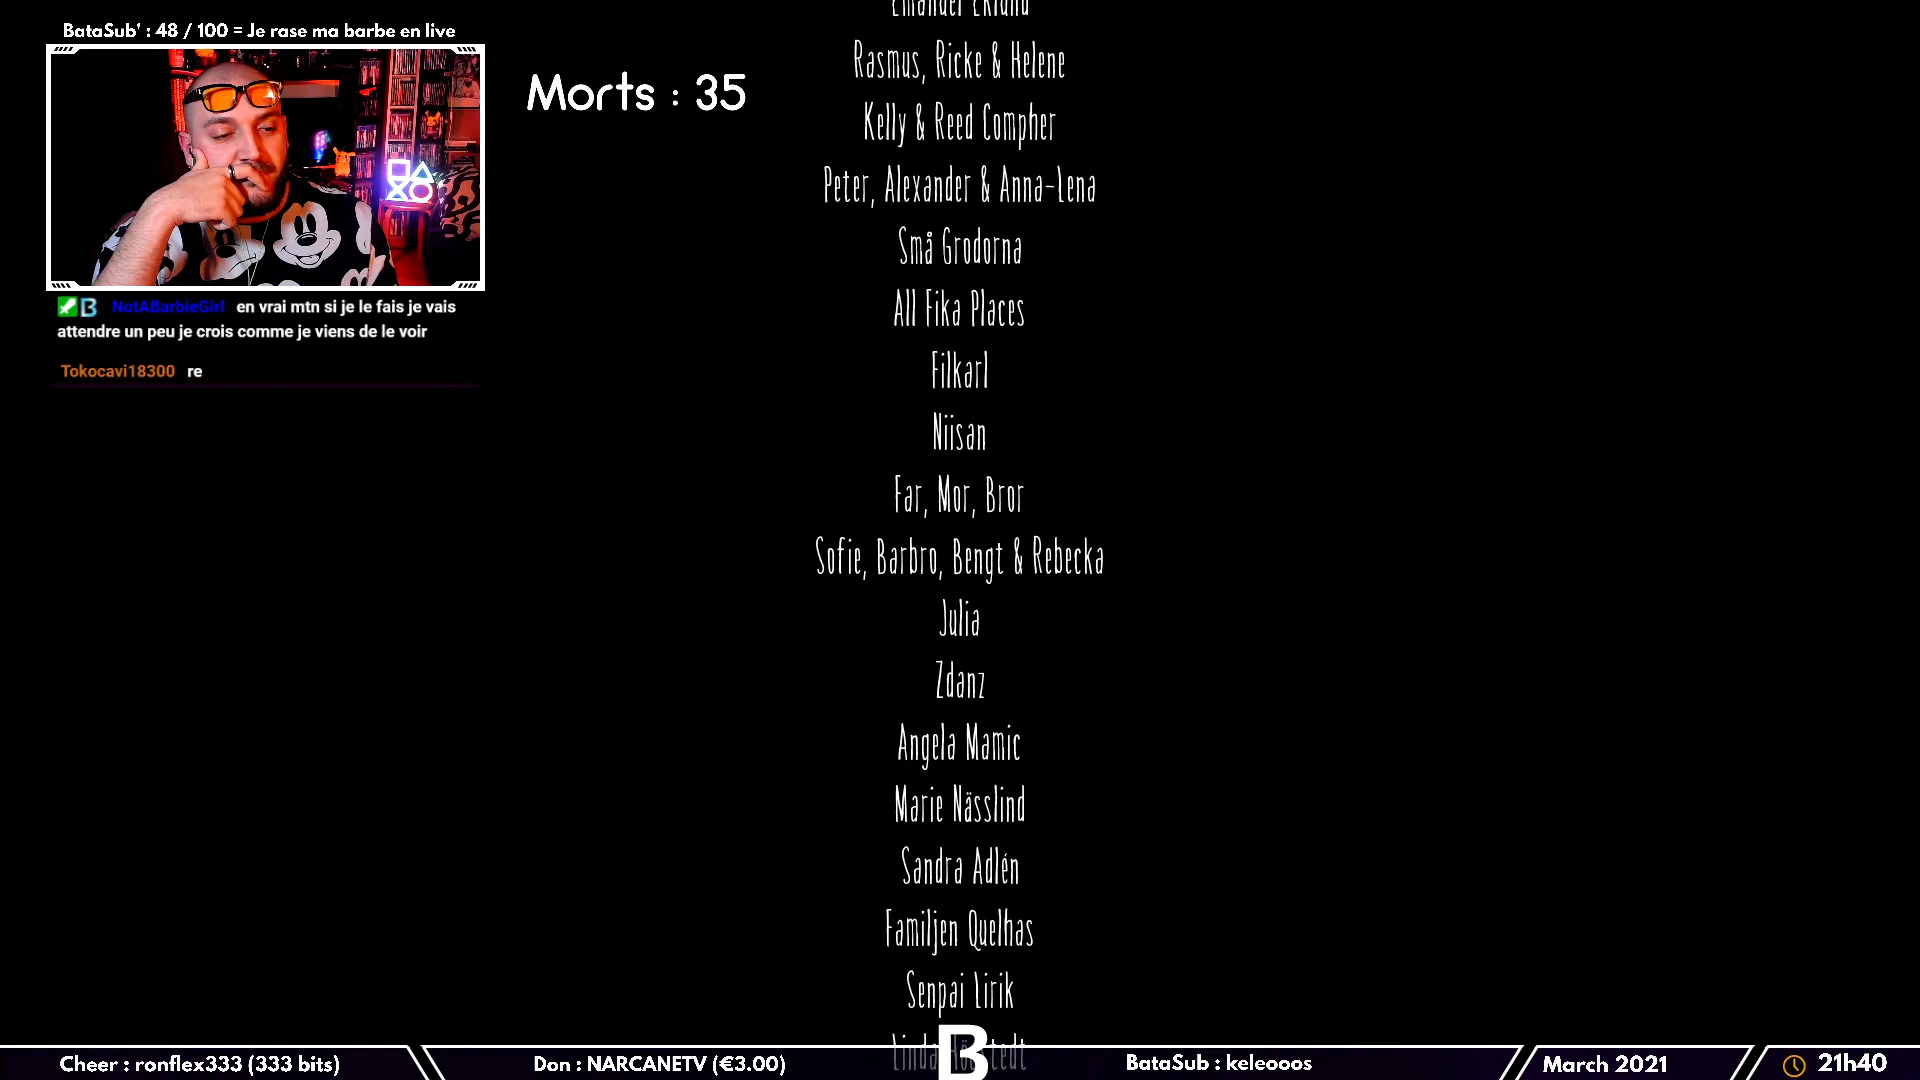 BataSub' : 48 / 100 = Je rase ma barbe en live
Morts : 35
NotABarbieGirl en vrai mtn si je le fais je vais
attendre un peu je crois comme je viens de le voir
Tokocavi18300 re
Emanuel Eklund
Rasmus, Ricke & Helene
Kelly & Reed Compher
Peter, Alexander & Anna-Lena
Små Grodorna
All Fika Places
Filkarl
Niisan
Far, Mor, Bror
Sofie, Barbro, Bengt & Rebecka
Julia
Zdanz
Angela Mamic
Marie Nässlind
Sandra Adlén
Familjen Quelhas
Senpai Lirik
Linda
B
Cheer : ronflex333 (333 bits)
Don : NARCANETV (€3.00)
BataSub : keleooos
March 2021
21h40